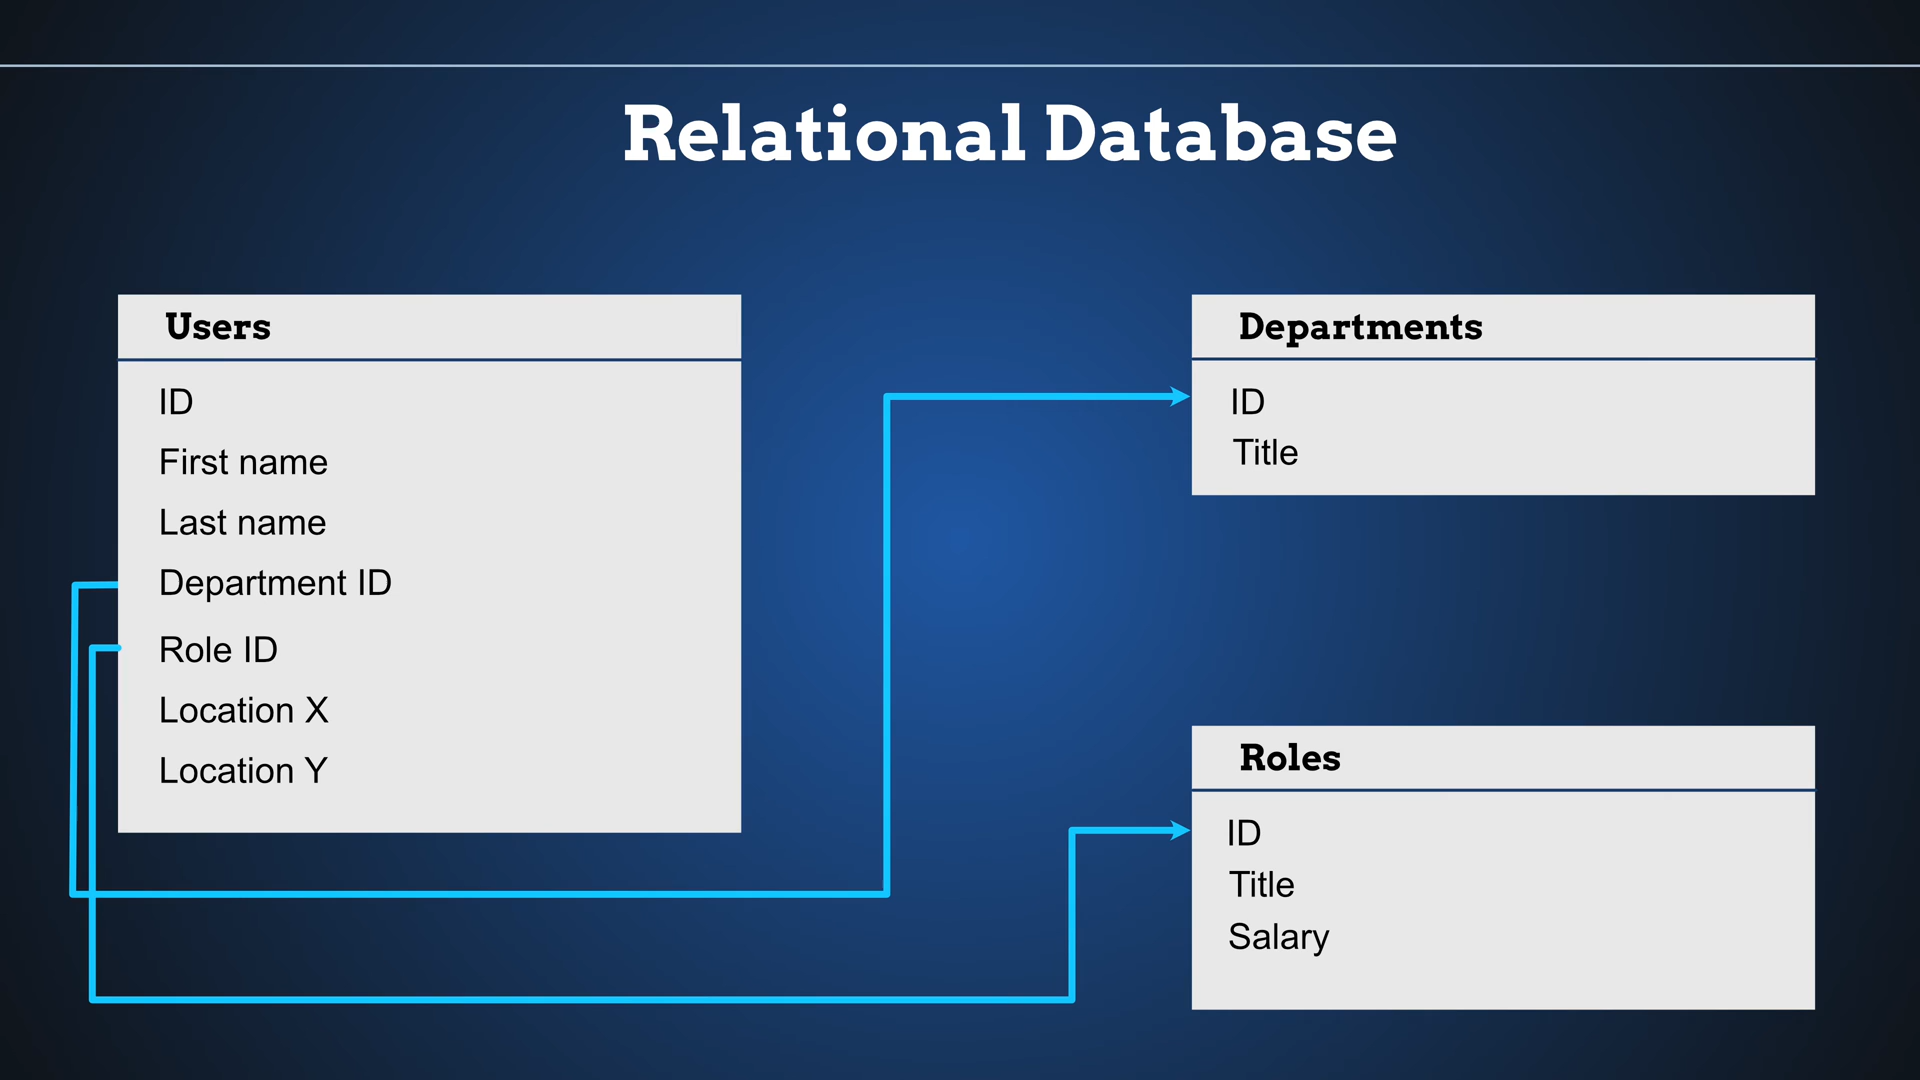 Relational Database
Users
ID
First name
Last name
Department ID
Role ID
Location X
Location Y
Departments
ID
Title
Roles
ID
Title
Salary